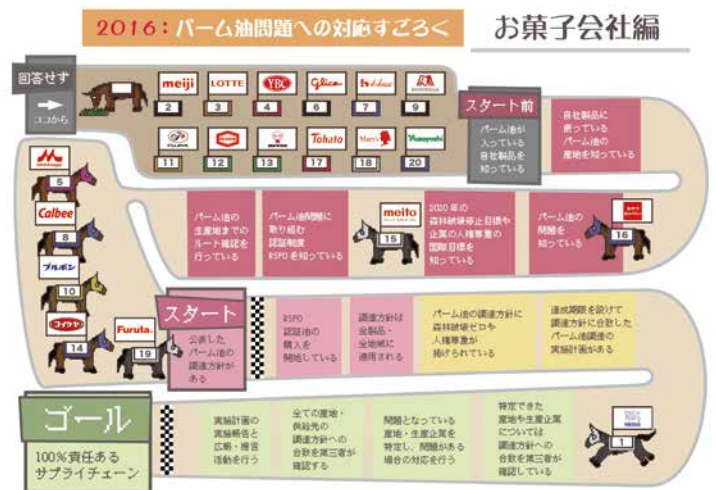 2016：パーム油問題への対応すごろく
お菓子会社編
回答せず
ココから
meiji
LOTTE
YBC
glico
2
3
4
6
7
9
Tohato
Mary's
11
12
13
17
18
20
スタート前
パーム油が
入っている
自社製品を
知っている
自社製品に
使っている
パーム油の
産地を知っている
5
Calbee
8
ブルボン
10
コイケヤ
14
Furuta
19
パーム油の
生産地までの
ルート確認を
行っている
パーム油問題に
取り組む
認証制度
RSPOを知っている
meito
15
2020年の
森林破壊停止目標や
企業の人権尊重の
国際目標を
知っている
パーム油の
問題を
知っている
16
スタート
公表した
パーム油の
調達方針が
ある
RSPO
認証油の
購入を
開始している
調達方針は
全製品・
全地域に
適用される
パーム油の調達方針に
森林破壊ゼロや
人権尊重が
掲げられている
達成期限を設けて
調達方針に合致した
パーム油調達の
実施計画がある
ゴール
100%責任ある
サプライチェーン
実施計画の
実施報告と
広報・提言
活動を行う
全ての産地・
供給先の
調達方針への
合致を第三者が
確認する
問題となっている
産地・生産企業を
特定し、問題がある
場合の対応を行う
特定できた
産地や生産企業
については
調達方針への
合致を第三者が
確認している
1